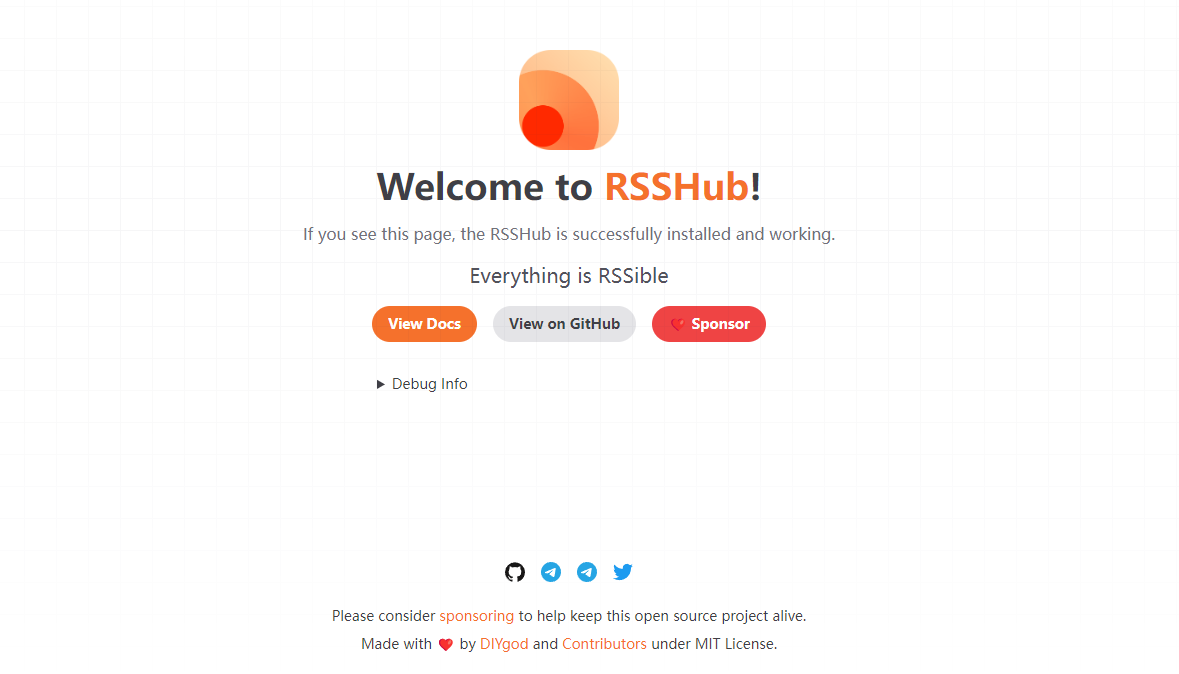 Welcome to RSSHub!
If you see this page, the RSSHub is successfully installed and working.
Everything is RSSible
View Docs View on GitHub ❤️ Sponsor
▶ Debug Info
Please consider sponsoring to help keep this open source project alive.
Made with ❤️ by DIYgod and Contributors under MIT License.